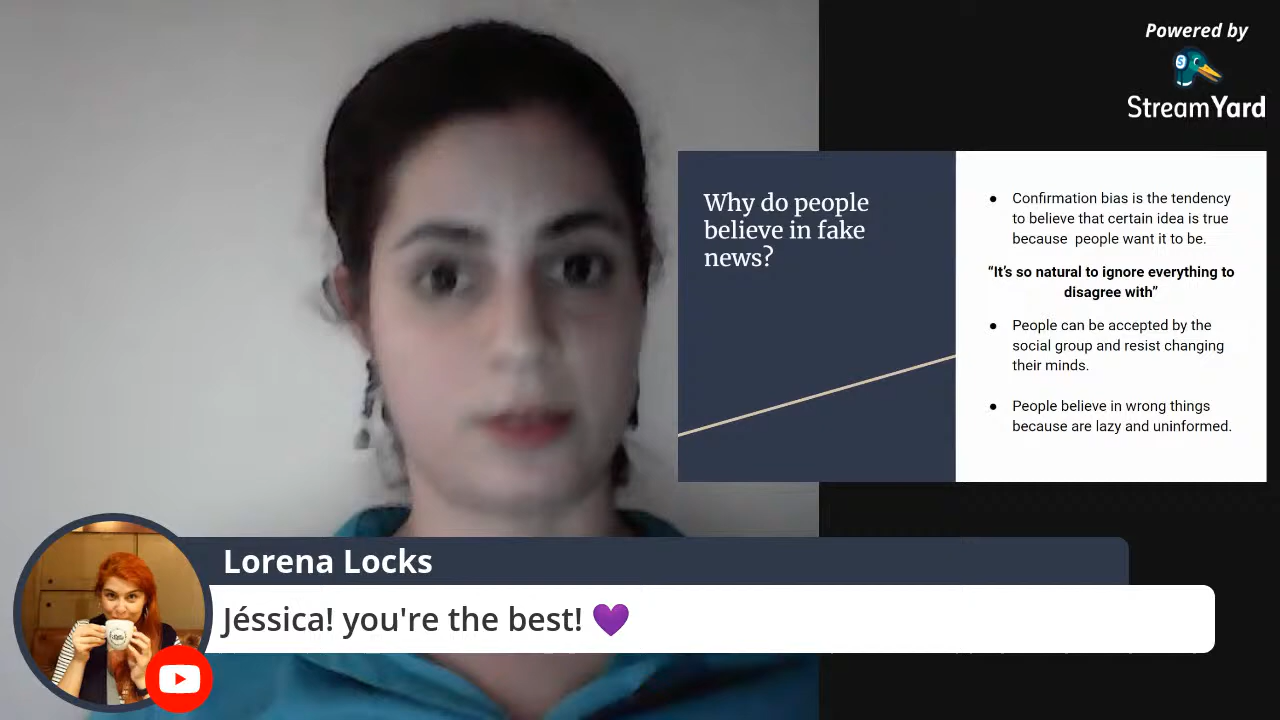 Powered by
StreamYard
Why do people
believe in fake
news?
● Confirmation bias is the tendency
to believe that certain idea is true
because people want it to be.
“It’s so natural to ignore everything to
disagree with”
● People can be accepted by the
social group and resist changing
their minds.
● People believe in wrong things
because are lazy and uninformed.
Lorena Locks
Jéssica! you're the best! 💜